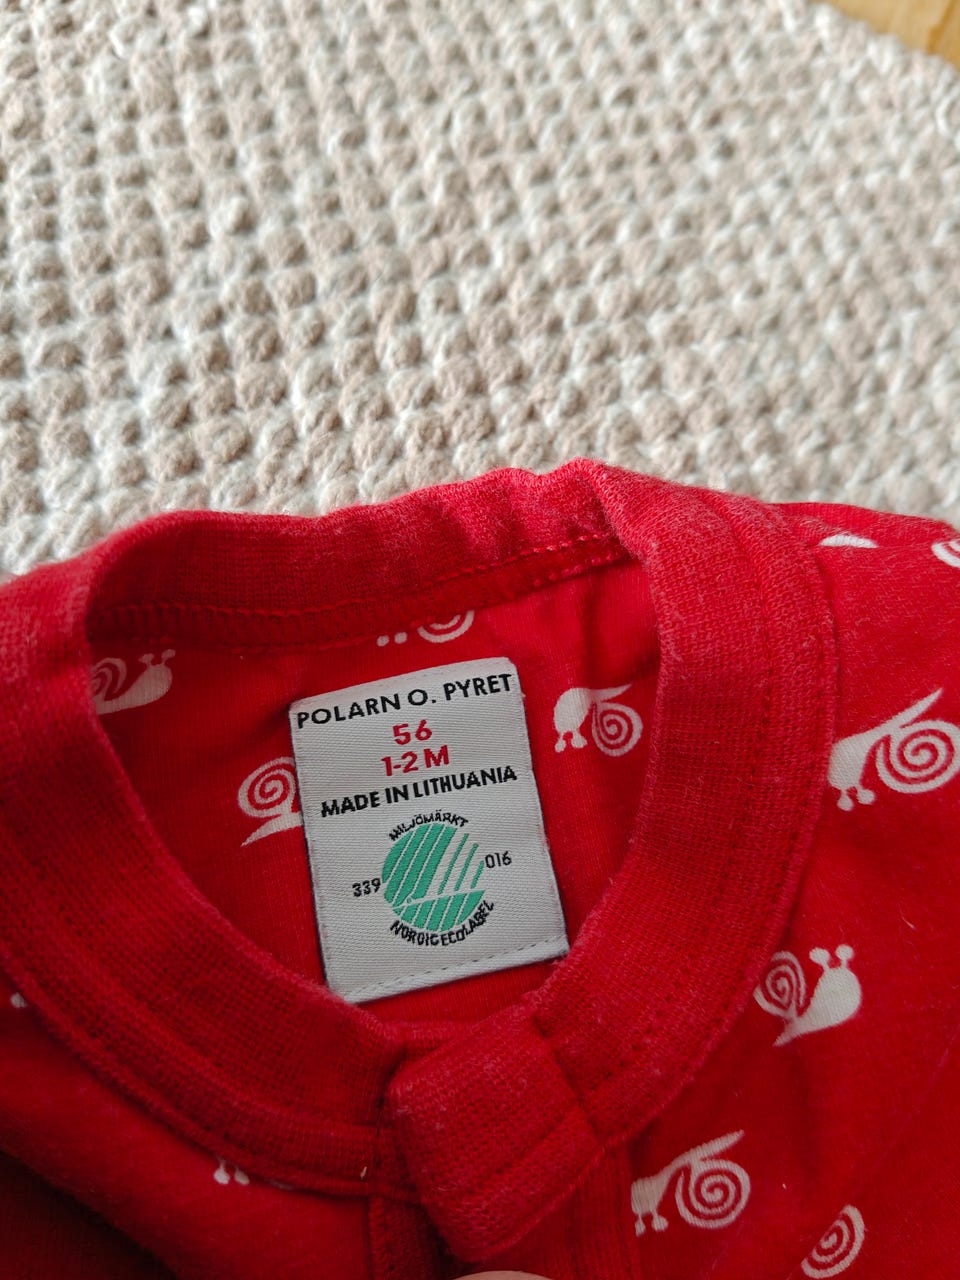 POLARN O. PYRET
56
1-2 M
MADE IN LITHUANIA
MILJÖMÄRKT
339 016
NORDIC ECOLABEL